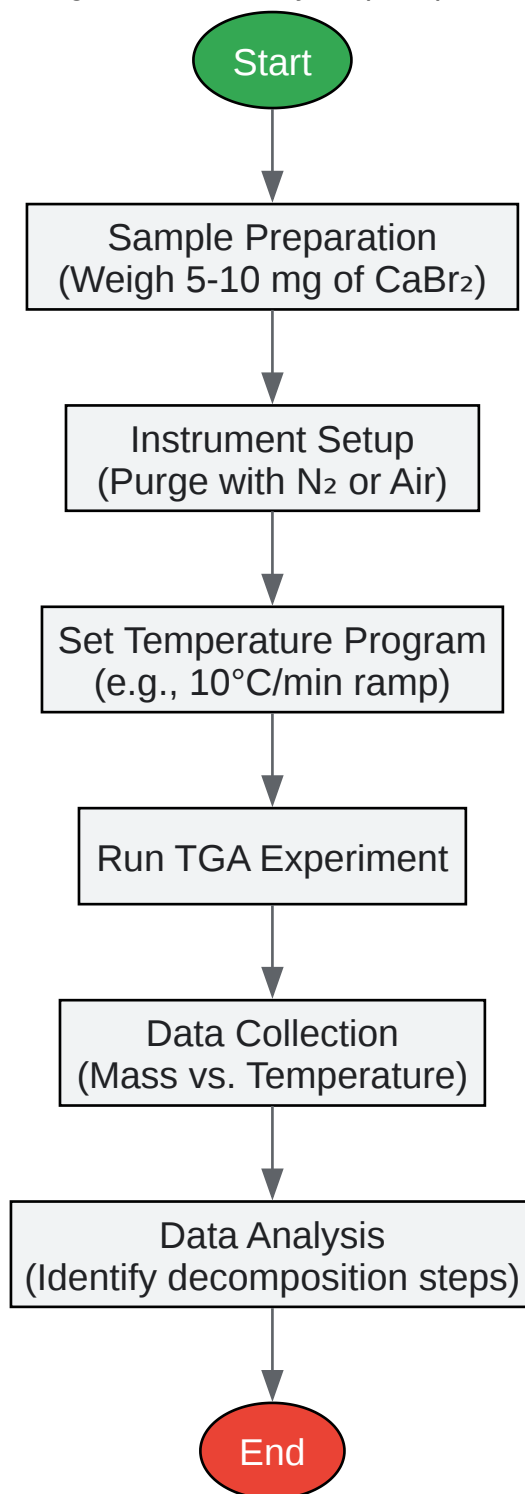 Start
Sample Preparation
(Weigh 5-10 mg of CaBr₂)
Instrument Setup
(Purge with N₂ or Air)
Set Temperature Program
(e.g., 10°C/min ramp)
Run TGA Experiment
Data Collection
(Mass vs. Temperature)
Data Analysis
(Identify decomposition steps)
End